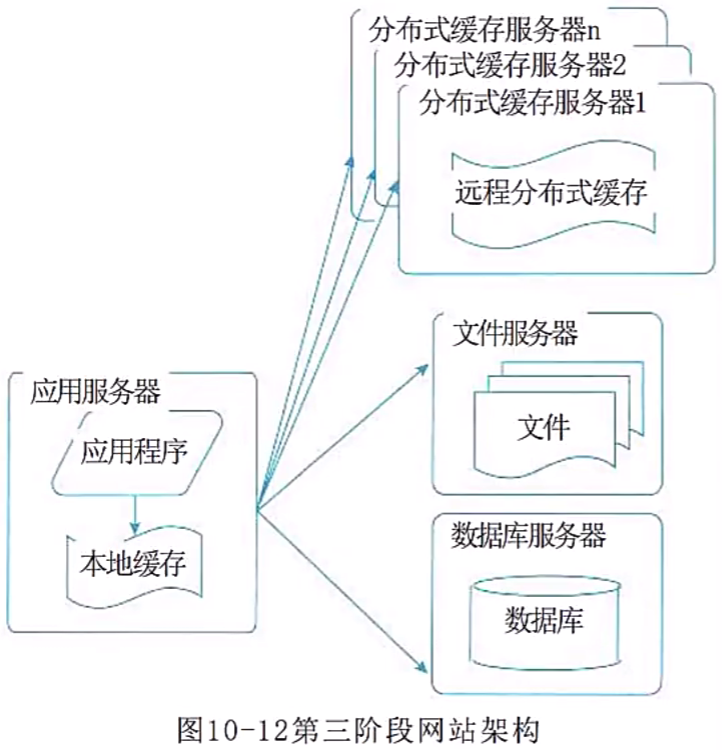 分布式缓存服务器n
分布式缓存服务器2
分布式缓存服务器1
远程分布式缓存
文件服务器
文件
应用服务器
应用程序
本地缓存
数据库服务器
数据库
图10-12第三阶段网站架构